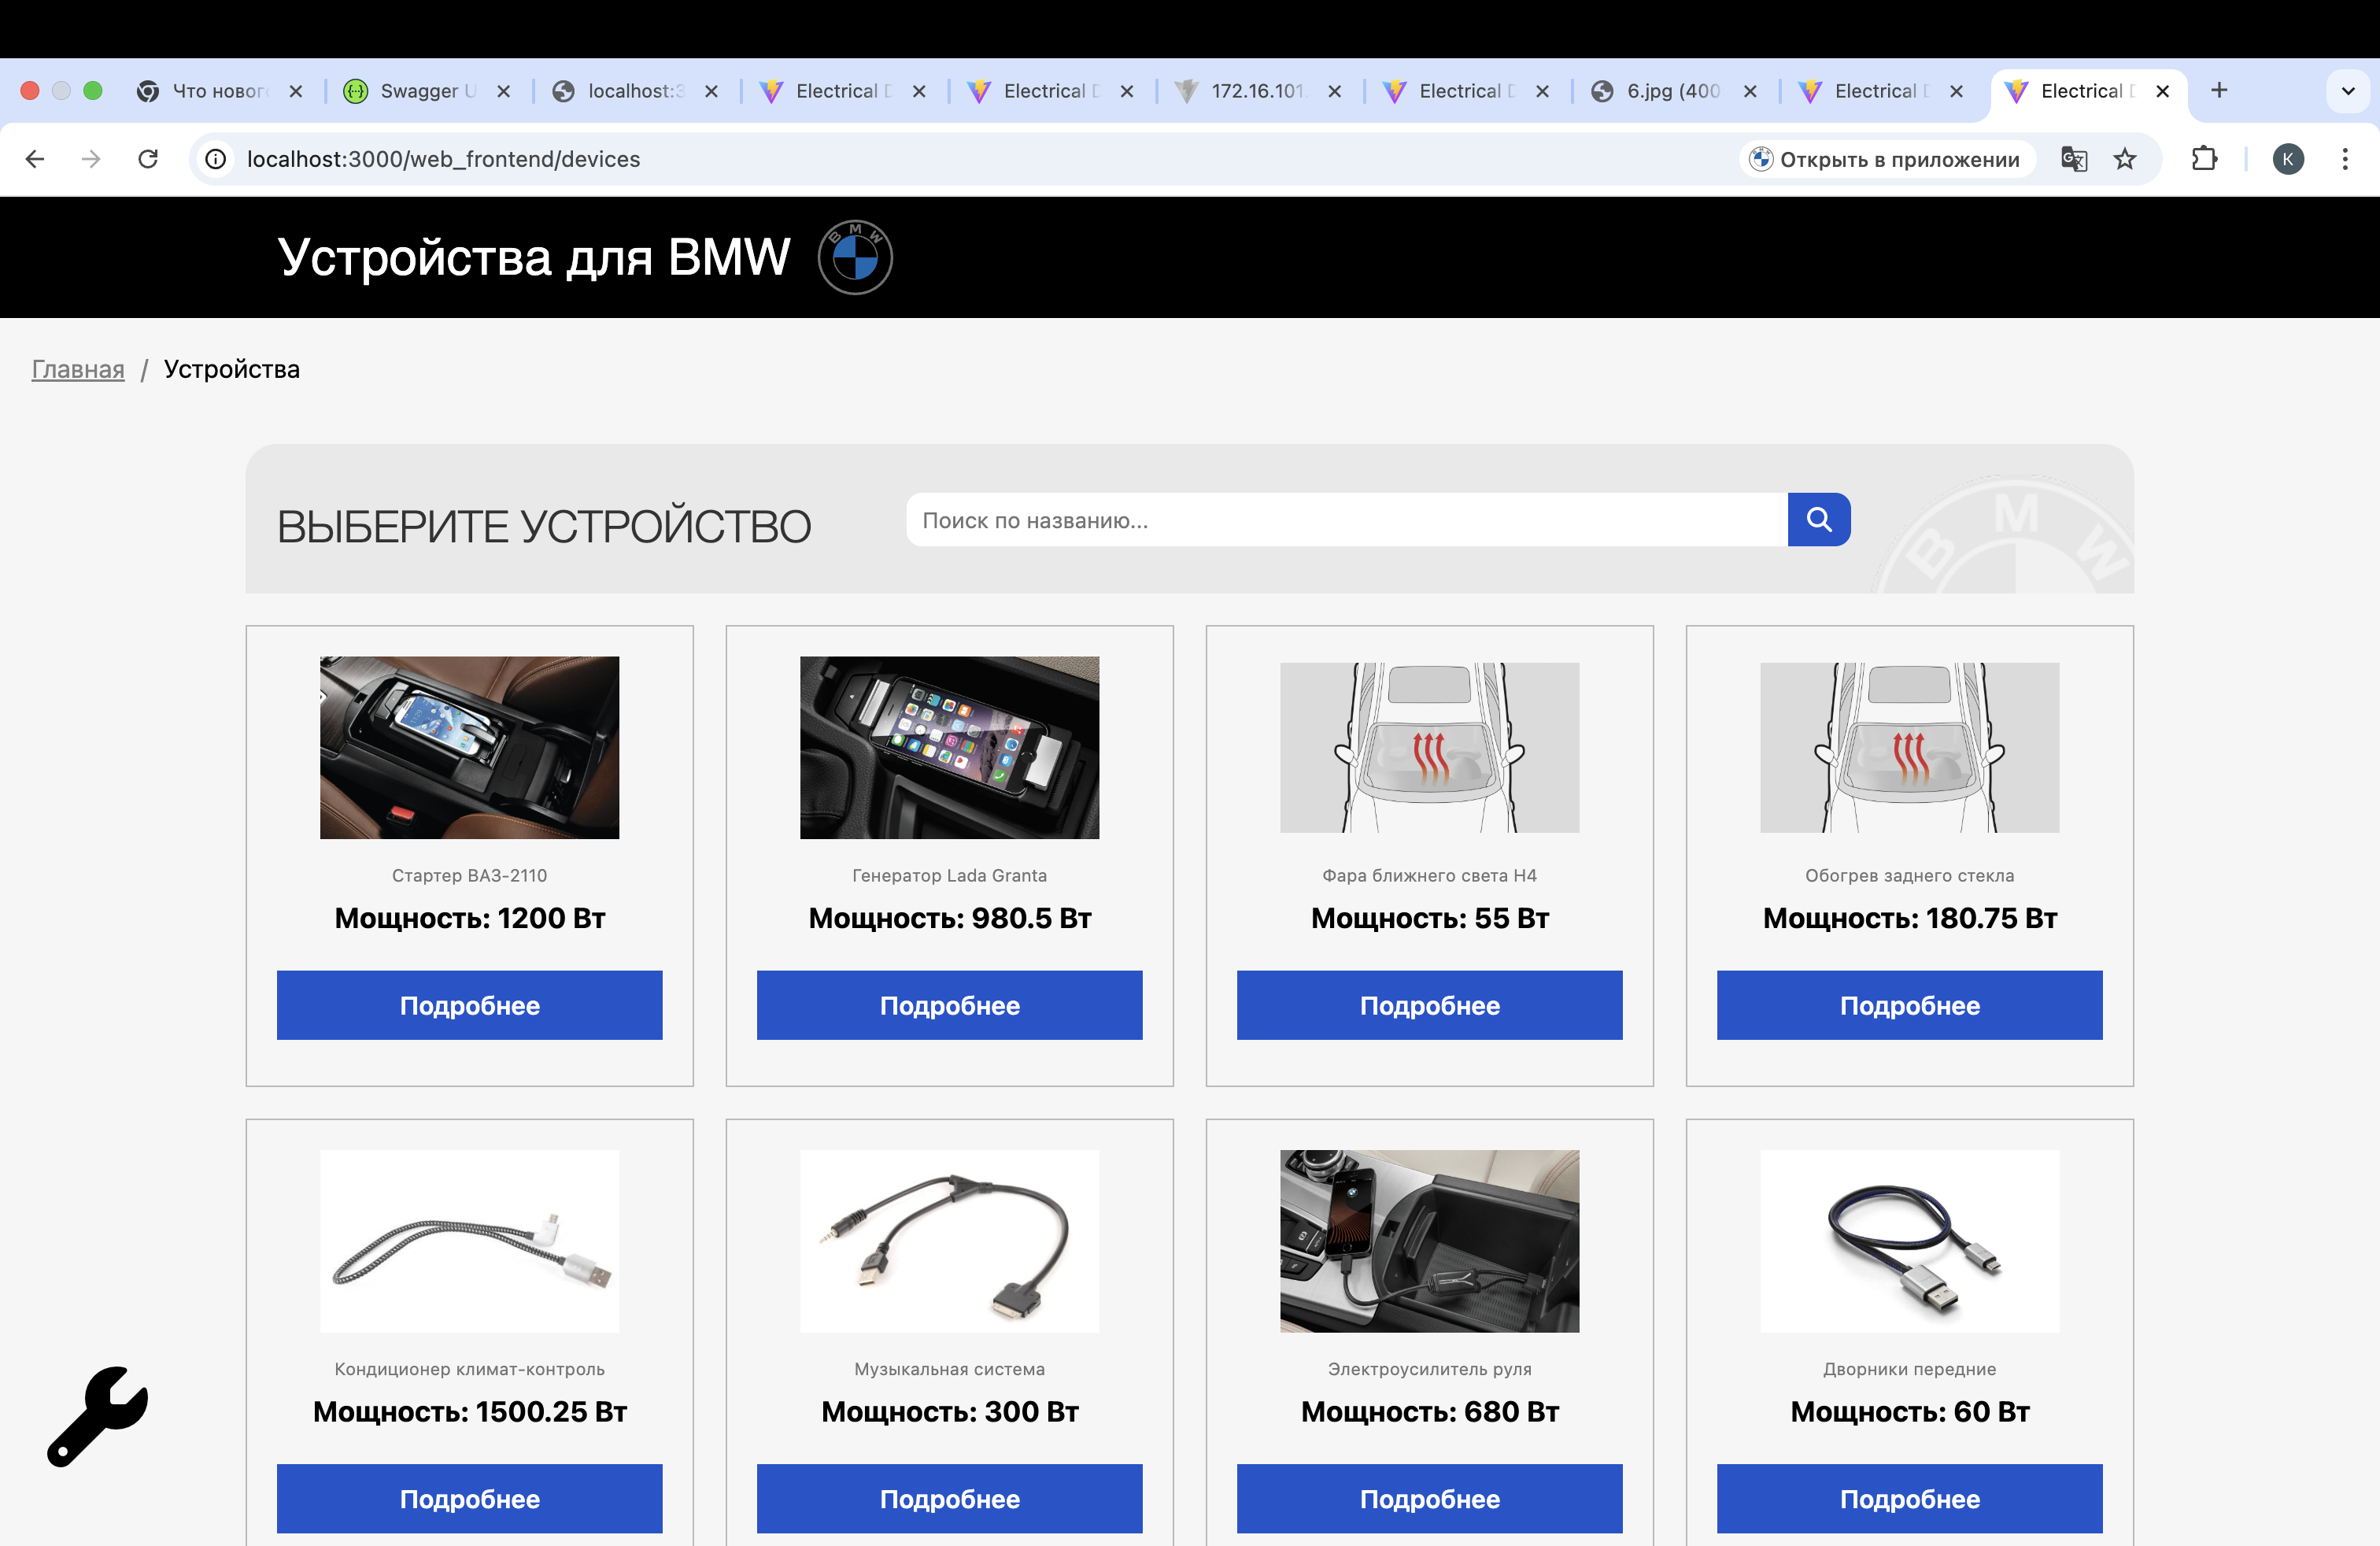 Что нового
Swagger U
localhost:3
Electrical D
Electrical D
172.16.101.
Electrical D
6.jpg (400
Electrical D
Electrical D
localhost:3000/web_frontend/devices
Открыть в приложении
K
Устройства для BMW
BMW
Главная / Устройства
ВЫБЕРИТЕ УСТРОЙСТВО
Поиск по названию...
BMW
Стартер ВАЗ-2110
Мощность: 1200 Вт
Подробнее
Генератор Lada Granta
Мощность: 980.5 Вт
Подробнее
Фара ближнего света H4
Мощность: 55 Вт
Подробнее
Обогрев заднего стекла
Мощность: 180.75 Вт
Подробнее
Кондиционер климат-контроль
Мощность: 1500.25 Вт
Подробнее
Музыкальная система
Мощность: 300 Вт
Подробнее
Электроусилитель руля
Мощность: 680 Вт
Подробнее
Дворники передние
Мощность: 60 Вт
Подробнее